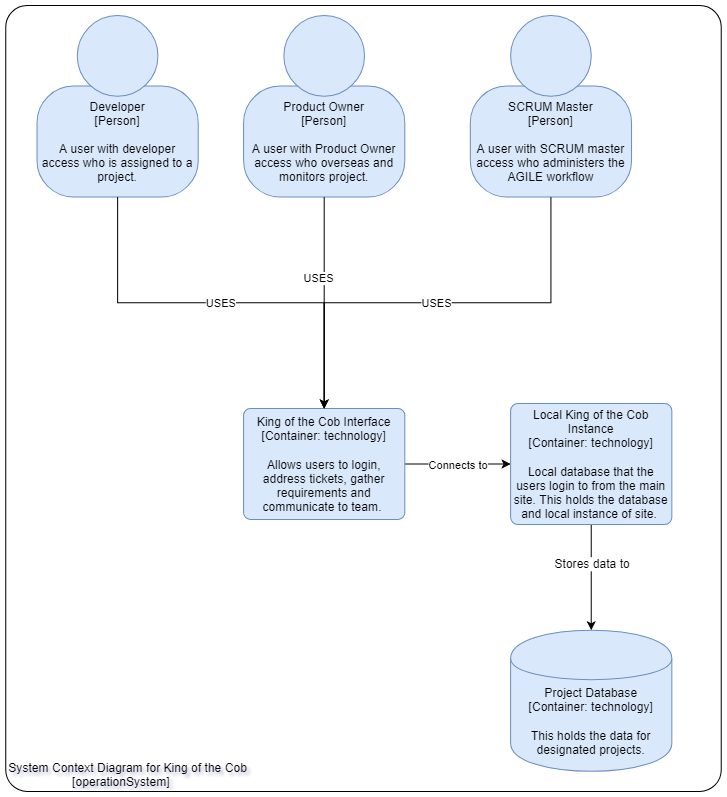 Developer
[Person]
A user with developer
access who is assigned to a
project.
Product Owner
[Person]
A user with Product Owner
access who overseas and
monitors project.
SCRUM Master
[Person]
A user with SCRUM master
access who administers the
AGILE workflow
USES
USES
USES
King of the Cob Interface
[Container: technology]
Allows users to login,
address tickets, gather
requirements and
communicate to team.
Connects to
Local King of the Cob
Instance
[Container: technology]
Local database that the
users login to from the main
site. This holds the database
and local instance of site.
Stores data to
Project Database
[Container: technology]
This holds the data for
designated projects.
System Context Diagram for King of the Cob
[operationSystem]